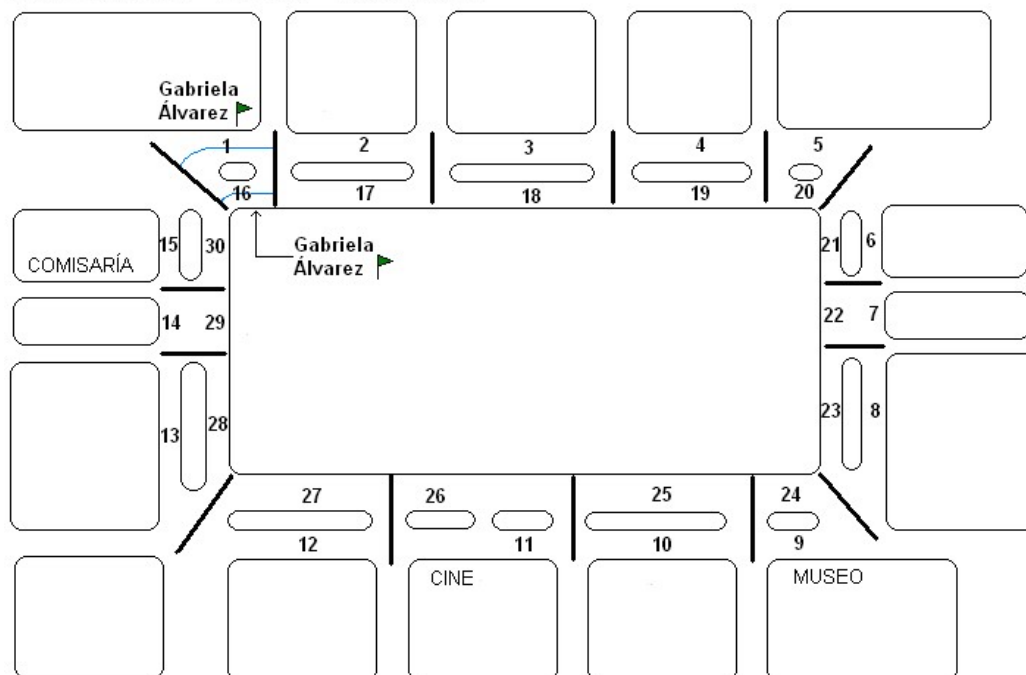 Gabriela
Álvarez
1 2 3 4 5
16 17 18 19 20
15 30
Gabriela
Álvarez
21 6
COMISARÍA
14 29
22 7
13 28
23 8
27 26 25 24
12 11 10 9
CINE MUSEO